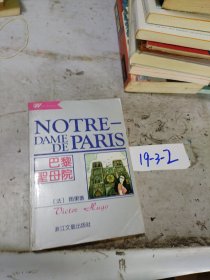 NOTRE-
DAME DE PARIS
巴黎
聖母院
〔法〕雨果著
Victor Hugo
浙江文艺出版社
19-3-2